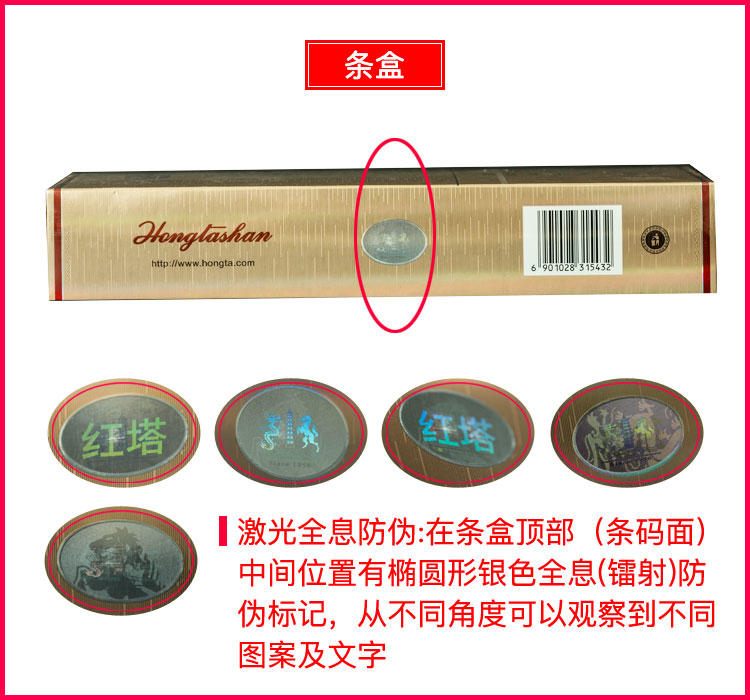 条盒
Hongtashan
http://www.hongta.com
6 901028 315432
红塔
Since 1956
红塔
激光全息防伪:在条盒顶部（条码面）
中间位置有椭圆形银色全息(镭射)防
伪标记，从不同角度可以观察到不同
图案及文字